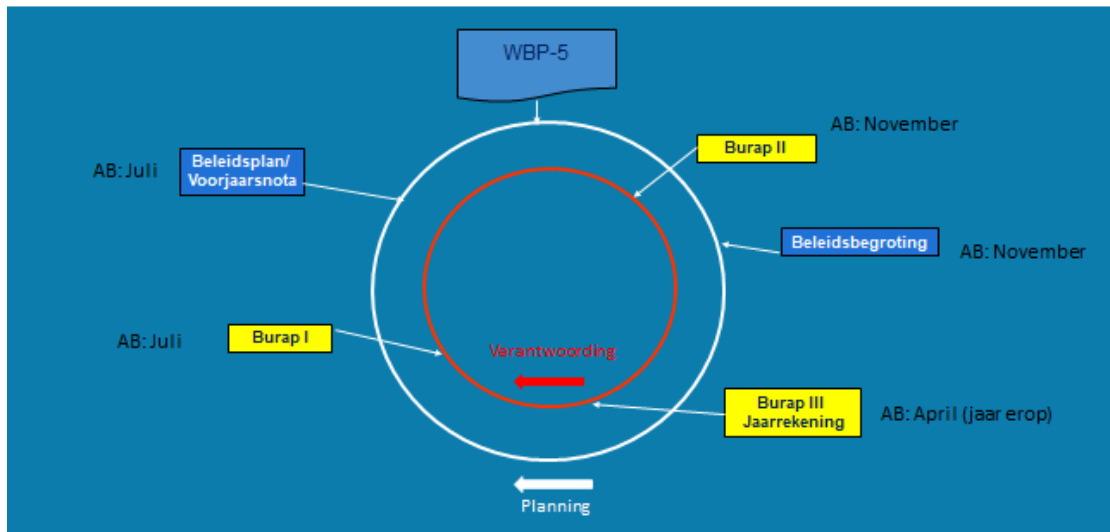 WBP-5
AB: November
Burap II
AB: Juli
Beleidsplan/
Voorjaarsnota
Beleidsbegroting
AB: November
AB: Juli
Burap I
Verantwoording
Burap III
Jaarrekening
AB: April (jaar erop)
Planning